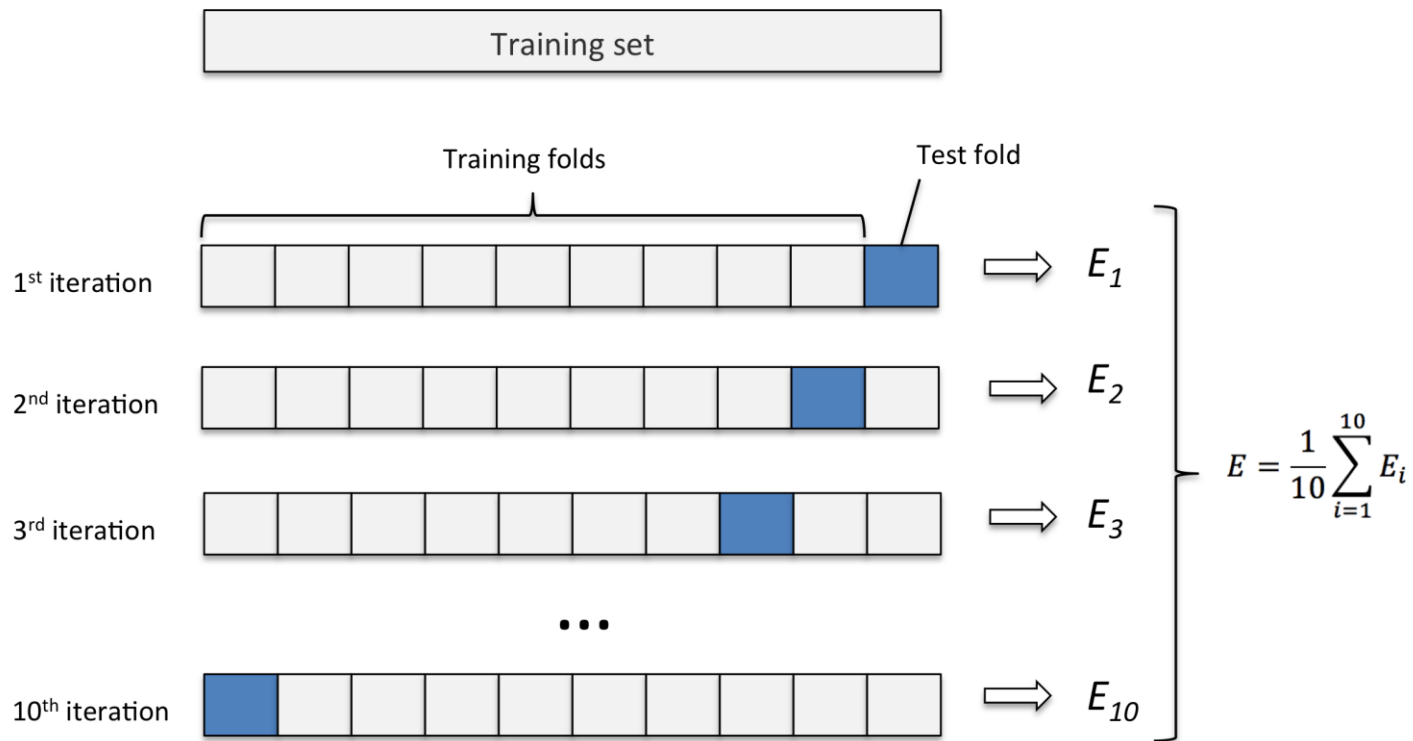 Training set
Training folds
Test fold
1st iteration
E1
2nd iteration
E2
3rd iteration
E3
E = 1/10 ∑ i=1 10 Ei
...
10th iteration
E10